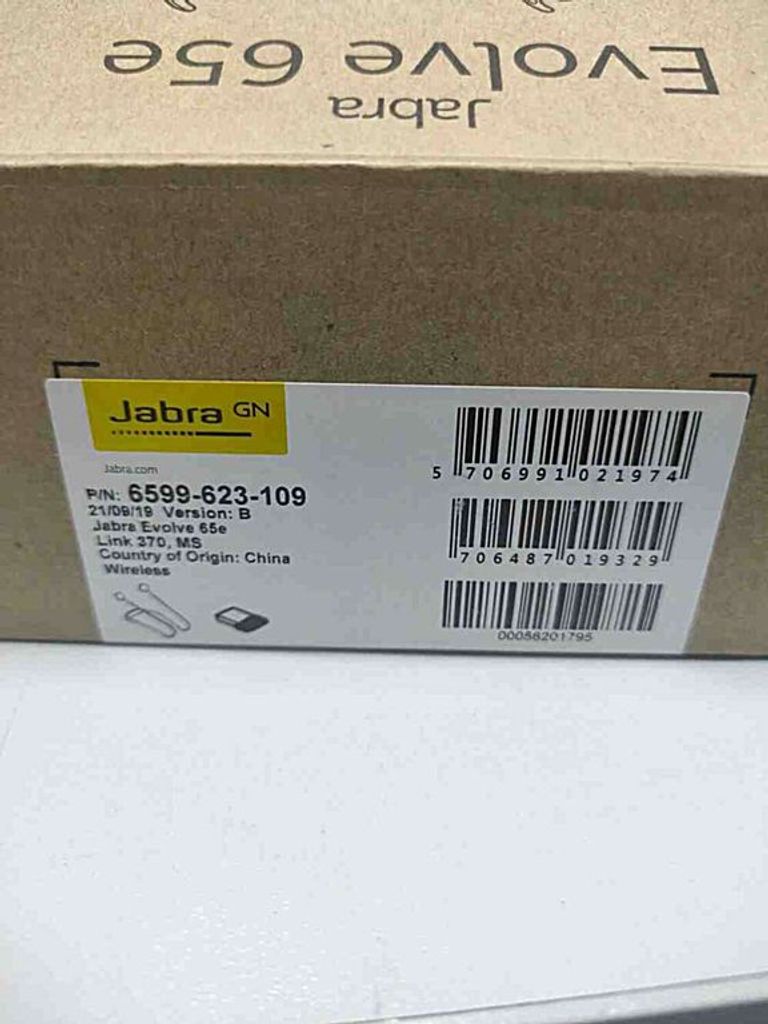 Evolve 65e
Jabra
Jabra GN
Jabra.com
P/N: 6599-623-109
21/09/19 Version: B
Jabra Evolve 65e
Link 370, MS
Country of Origin: China
Wireless
5 706991 021974
706487 019329
00056201795